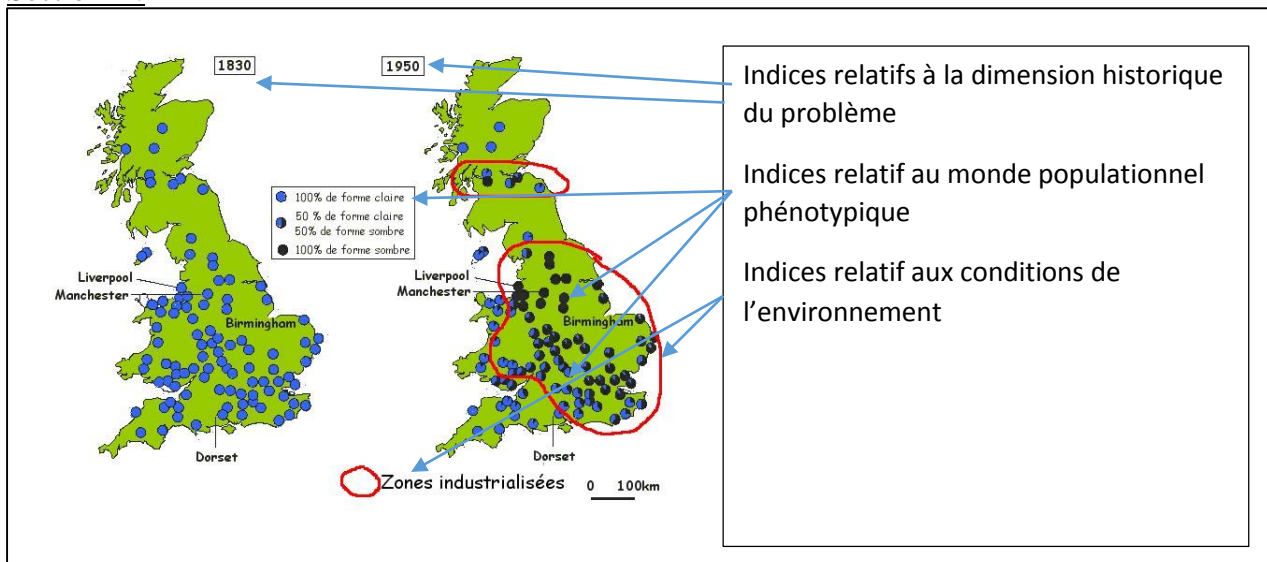 1830
1950
100% de forme claire
50 % de forme claire
50% de forme sombre
100% de forme sombre
Liverpool
Manchester
Birmingham
Dorset
Liverpool
Manchester
Birmingham
Dorset
Zones industrialisées
0 100km
Indices relatifs à la dimension historique
du problème
Indices relatif au monde populationnel
phénotypique
Indices relatif aux conditions de
l’environnement